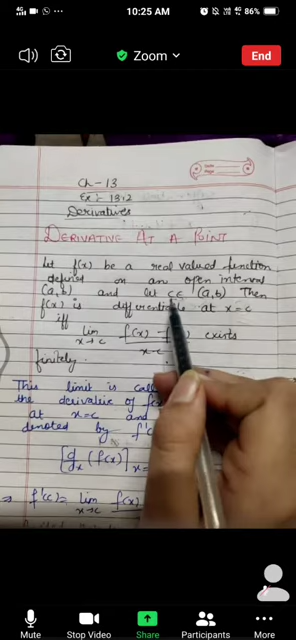 10:25 AM
86%
Zoom
End
Ch - 13
Ex :- 13.2
Derivatives
DERIVATIVE AT A POINT
Let f(x) be a real valued function
defined on an open interval
(a, b) and let c ∈ (a, b) Then
f(x) is differentiable at x=c
iff lim x→c f(x) - f( exists
x-c
finitely.
This limit is call
the derivative of f(
at x=c and
denoted by f'(
[d/dx (f(x)] x=
⇒ f'(c) = lim x→c f(x)
Mute
Stop Video
Share
Participants
More